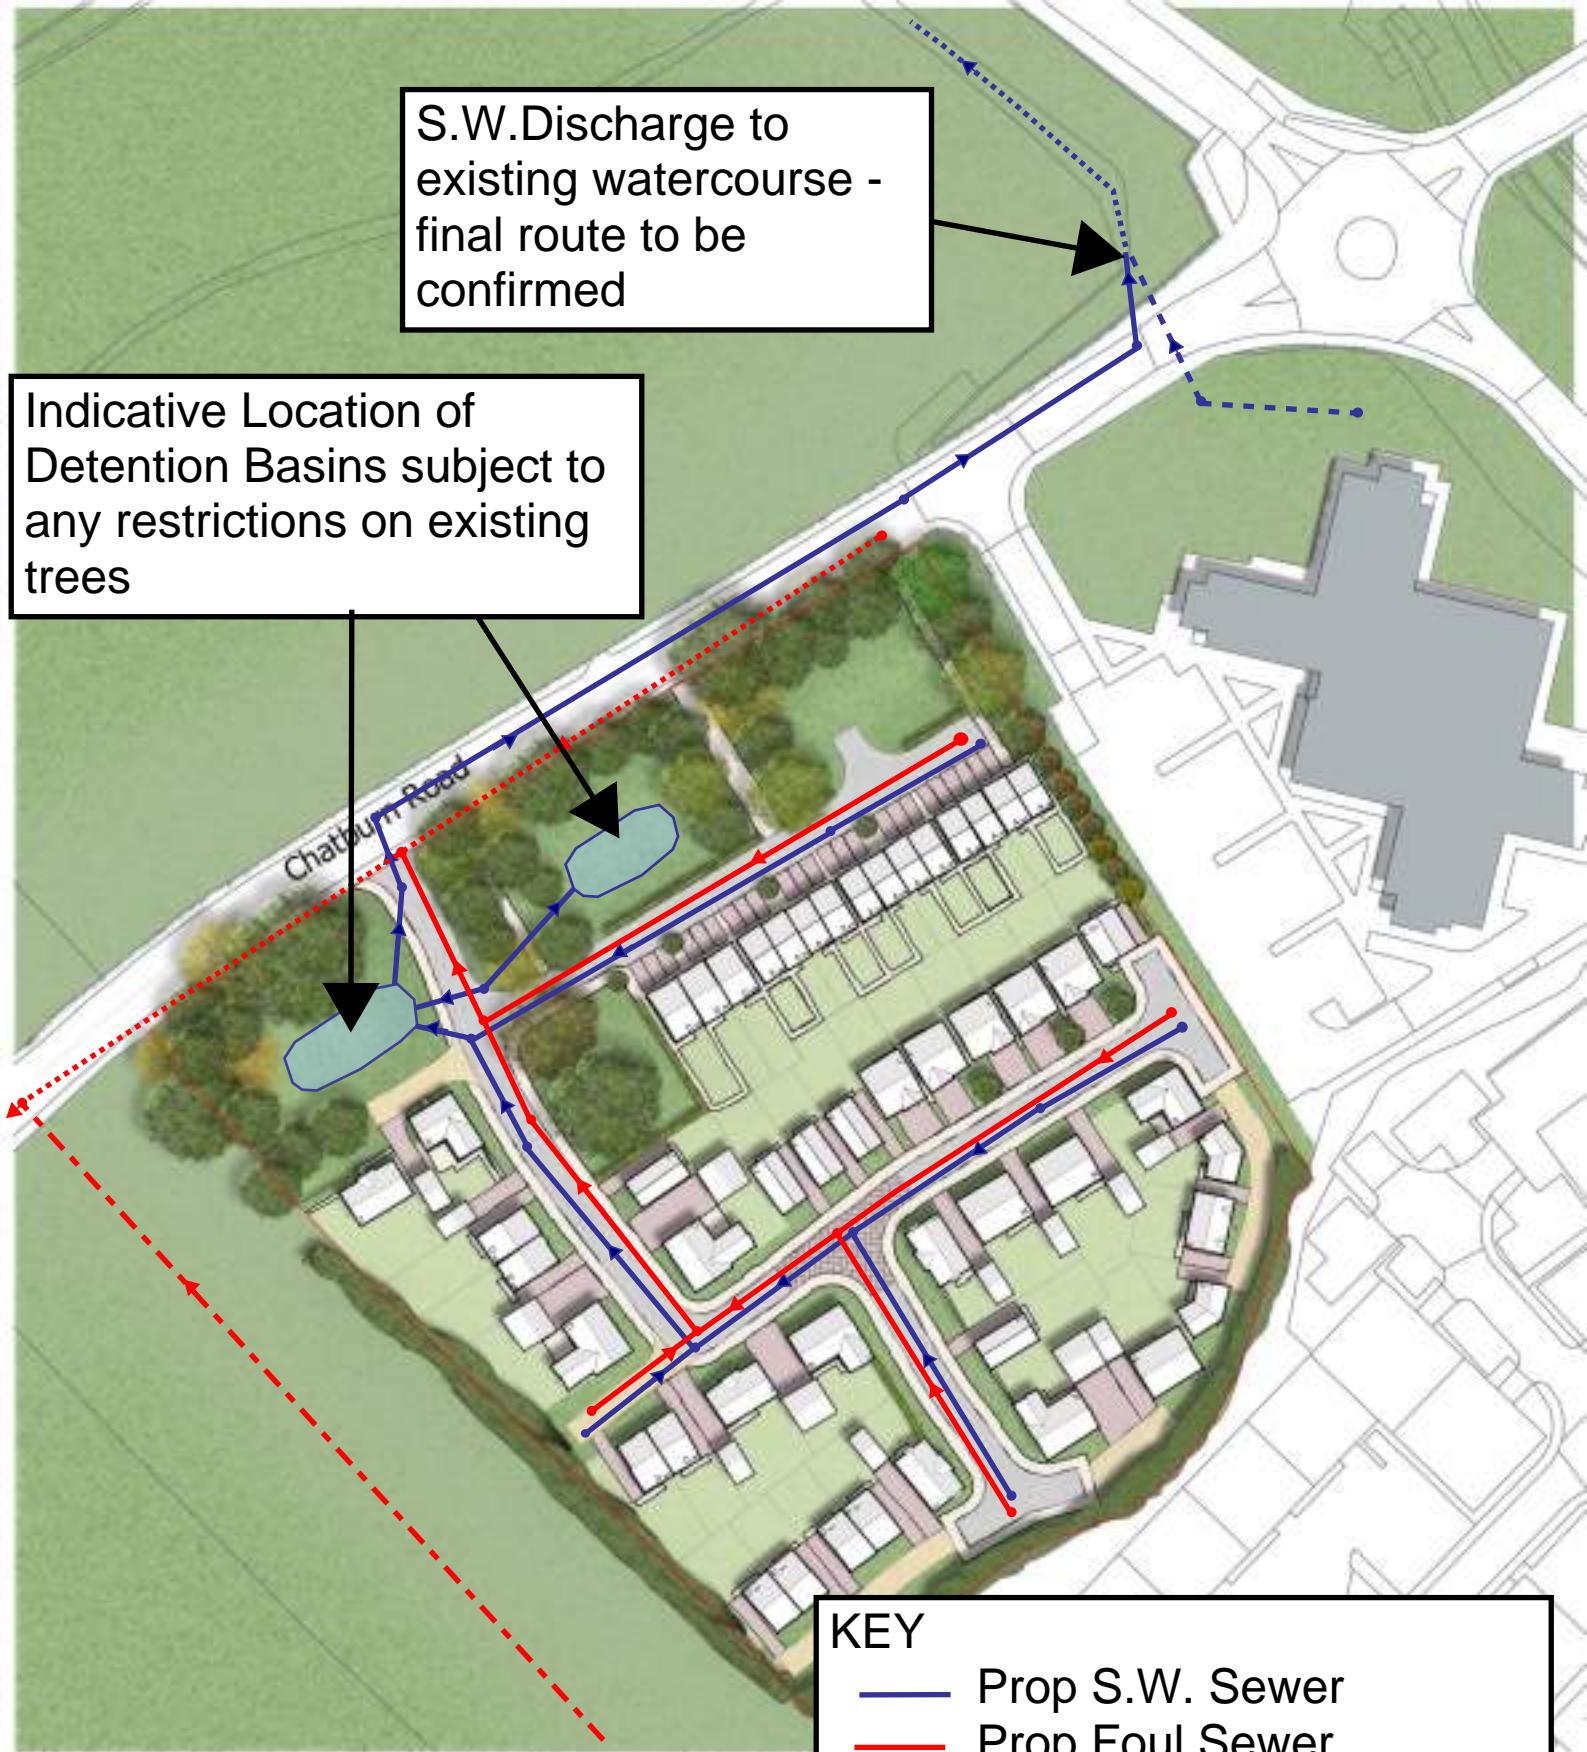 S.W.Discharge to
existing watercourse -
final route to be
confirmed
Indicative Location of
Detention Basins subject to
any restrictions on existing
trees
Chatburn Road
KEY
Prop S.W. Sewer
Prop Foul Sewer